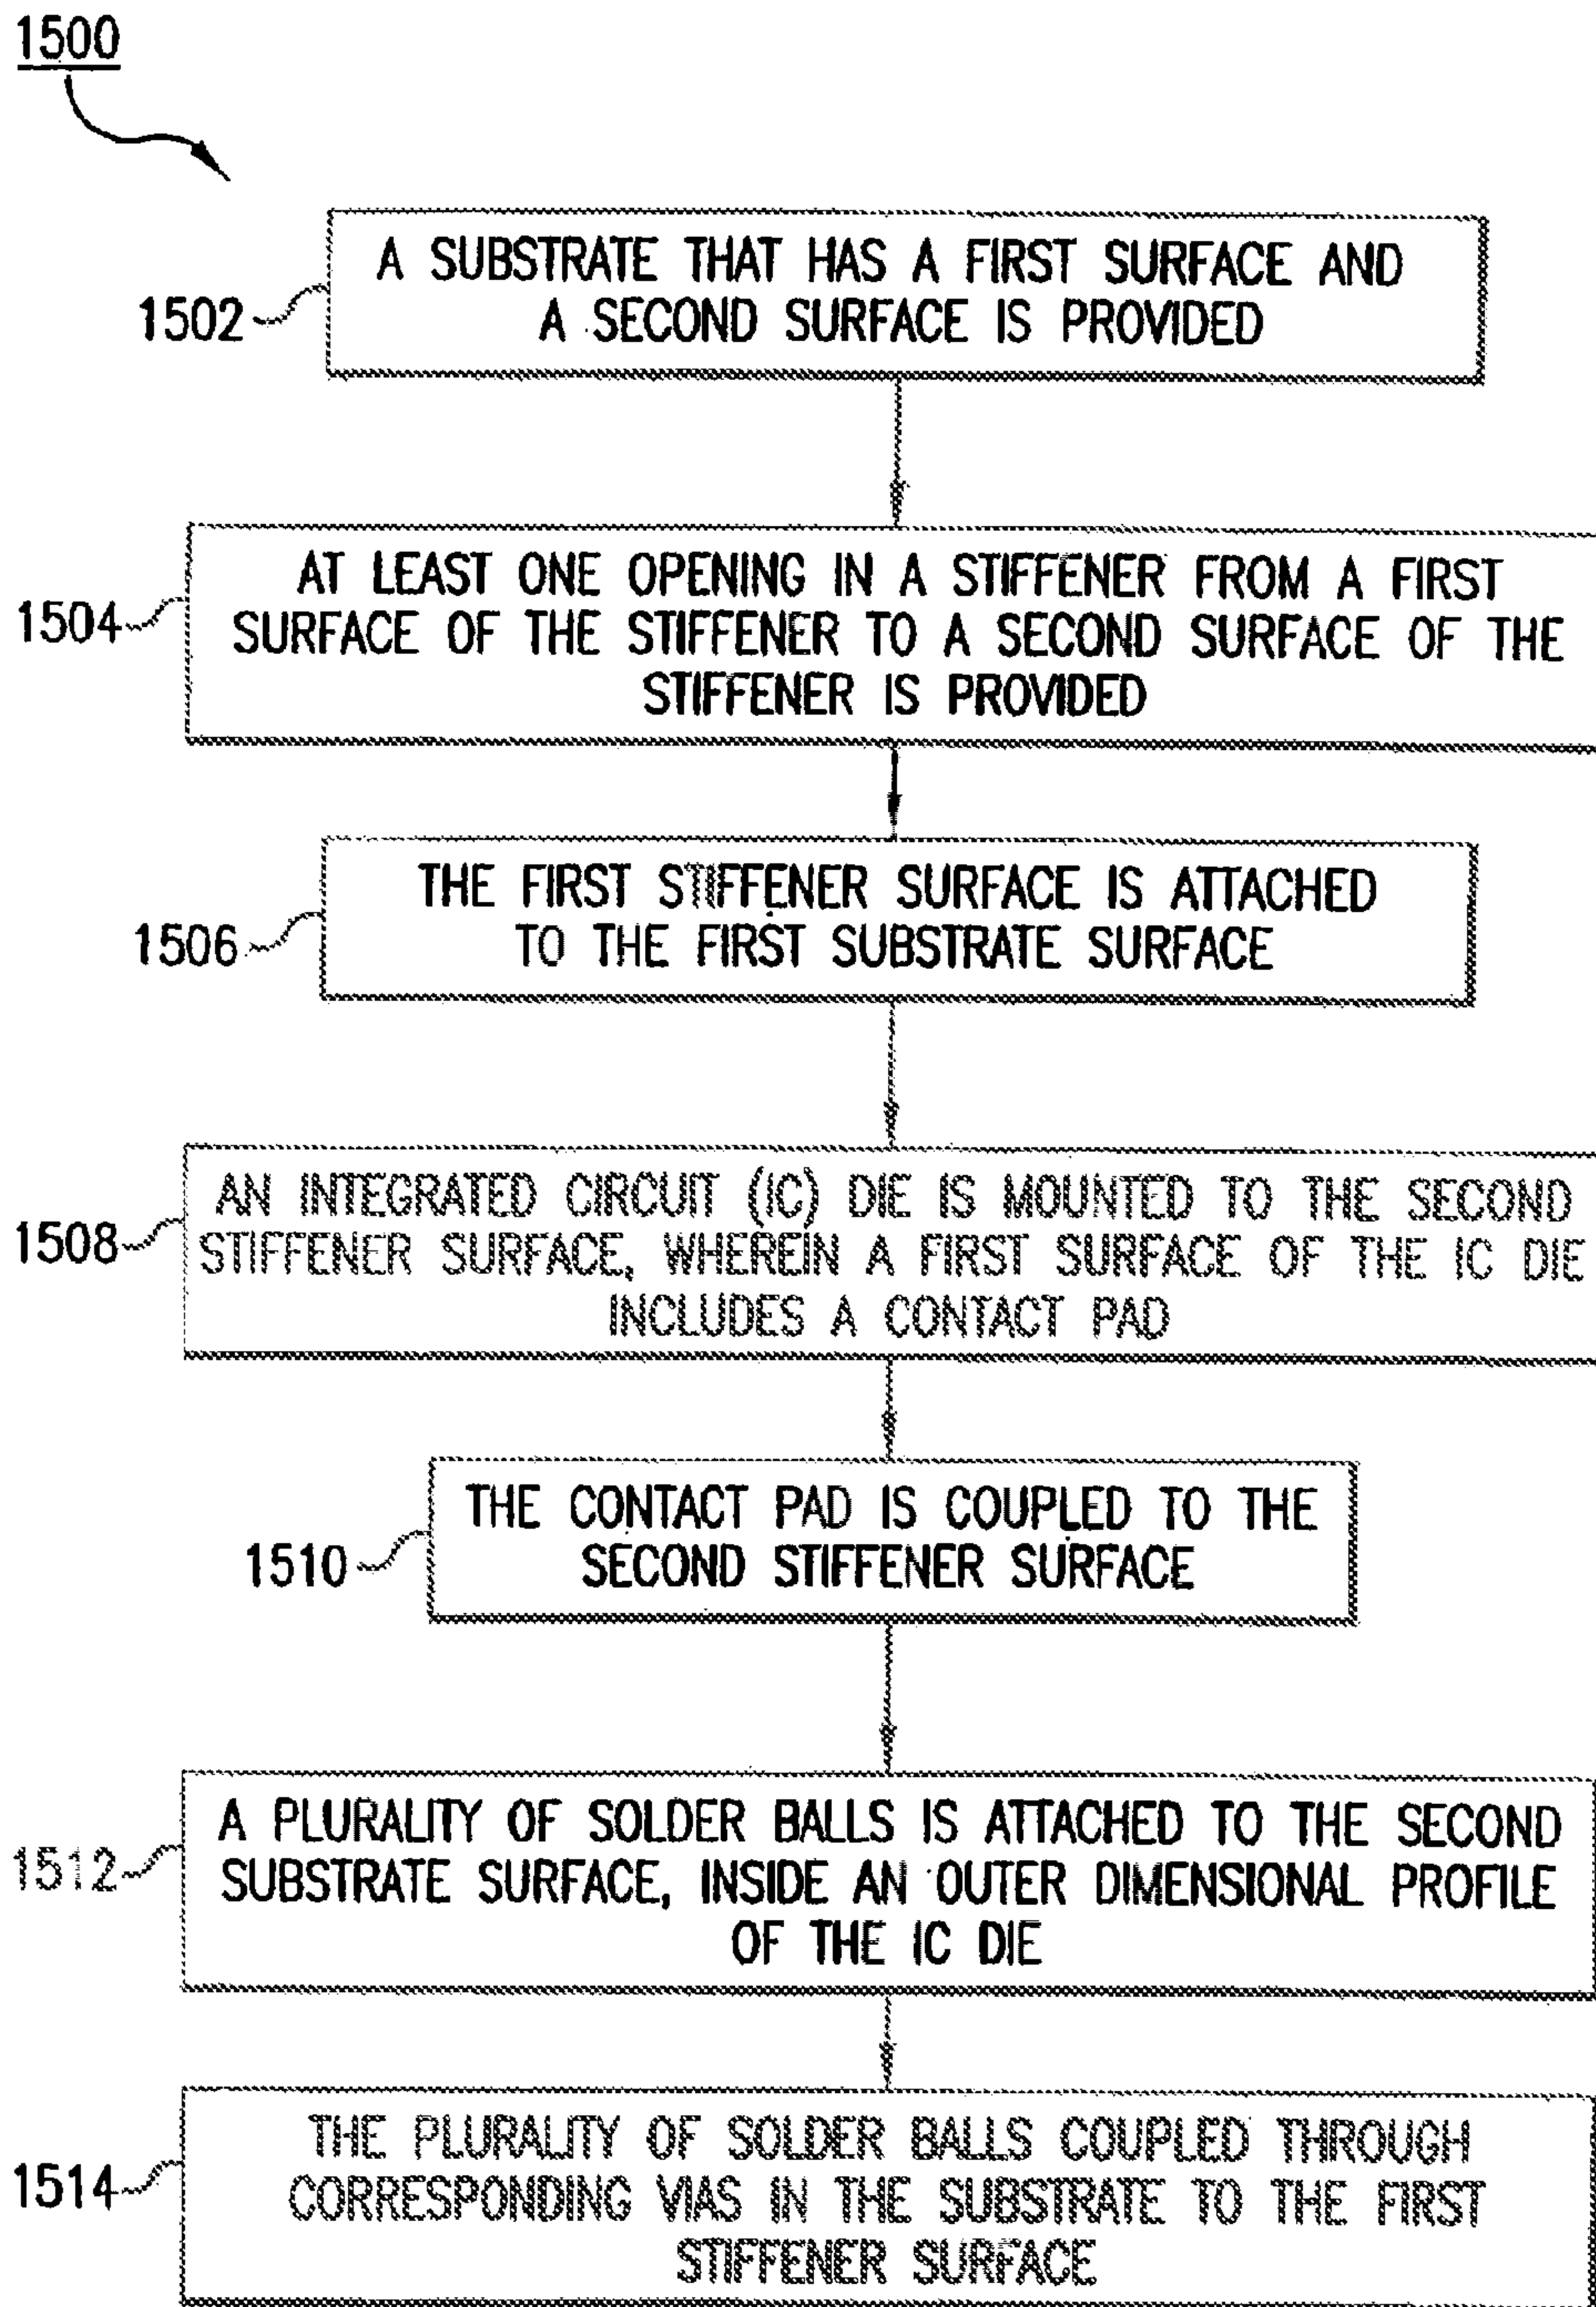 1500
A SUBSTRATE THAT HAS A FIRST SURFACE AND
A SECOND SURFACE IS PROVIDED
1502
AT LEAST ONE OPENING IN A STIFFENER FROM A FIRST
SURFACE OF THE STIFFENER TO A SECOND SURFACE OF THE
STIFFENER IS PROVIDED
1504
THE FIRST STIFFENER SURFACE IS ATTACHED
TO THE FIRST SUBSTRATE SURFACE
1506
AN INTEGRATED CIRCUIT (IC) DIE IS MOUNTED TO THE SECOND
STIFFENER SURFACE, WHEREIN A FIRST SURFACE OF THE IC DIE
INCLUDES A CONTACT PAD
1508
THE CONTACT PAD IS COUPLED TO THE
SECOND STIFFENER SURFACE
1510
A PLURALITY OF SOLDER BALLS IS ATTACHED TO THE SECOND
SUBSTRATE SURFACE, INSIDE AN OUTER DIMENSIONAL PROFILE
OF THE IC DIE
1512
THE PLURALITY OF SOLDER BALLS COUPLED THROUGH
CORRESPONDING VIAS IN THE SUBSTRATE TO THE FIRST
STIFFENER SURFACE
1514